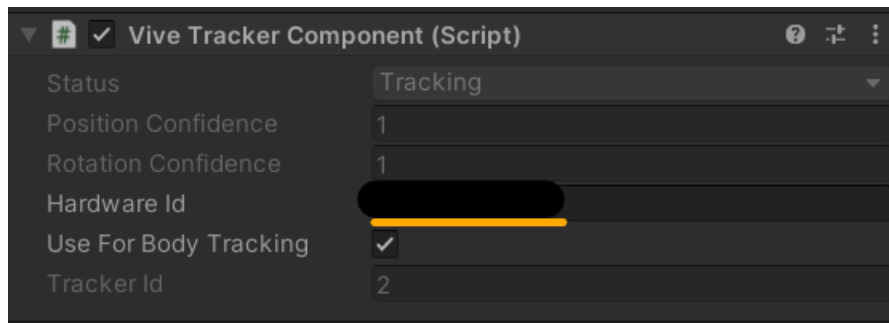 Vive Tracker Component (Script)
Status Tracking
Position Confidence 1
Rotation Confidence 1
Hardware Id
Use For Body Tracking
Tracker Id 2